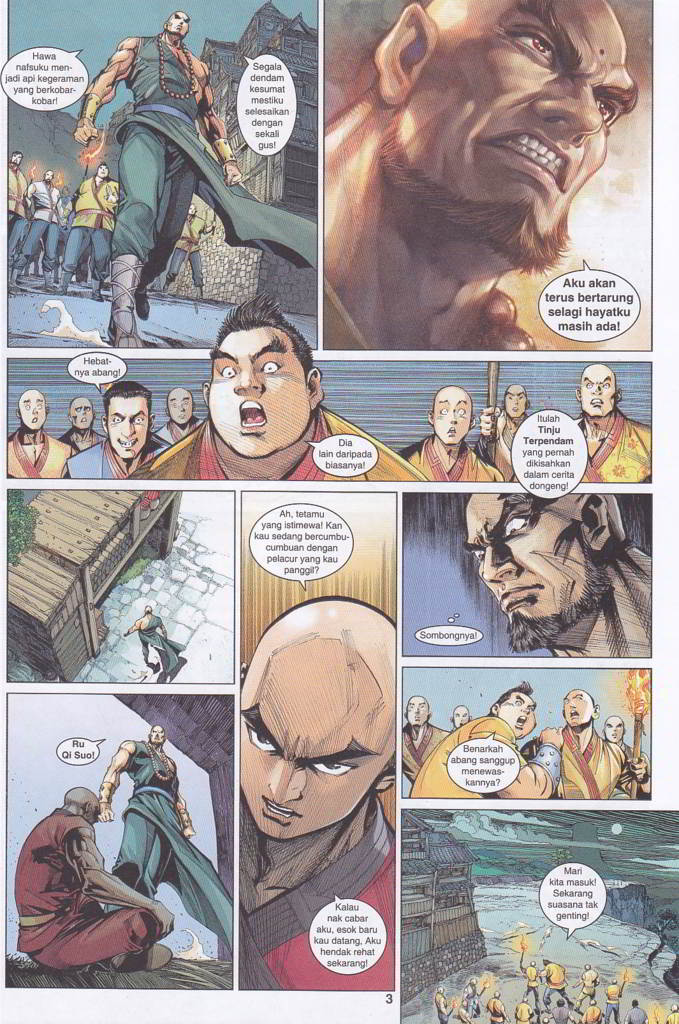 Hawa
nafsuku men-
jadi api kegeraman
yang berkobar-
kobar!
Segala
dendam
kesumat
mestiku
selesaikan
dengan
sekali
gus!
Aku akan
terus bertarung
selagi hayatku
masih ada!
Hebat-
nya abang!
Dia
lain daripada
biasanya!
Itulah
Tinju
Terpendam
yang pernah
dikisahkan
dalam cerita
dongeng!
Ah, tetamu
yang istimewa! Kan
kau sedang bercumbu-
cumbuan dengan
pelacur yang kau
panggil?
Sombongnya!
Ru
Qi Suo!
Kalau
nak cabar
aku, esok baru
kau datang, Aku
hendak rehat
sekarang!
Benarkah
abang sanggup
menewas-
kannya?
Mari
kita masuk!
Sekarang
suasana tak
genting!
3